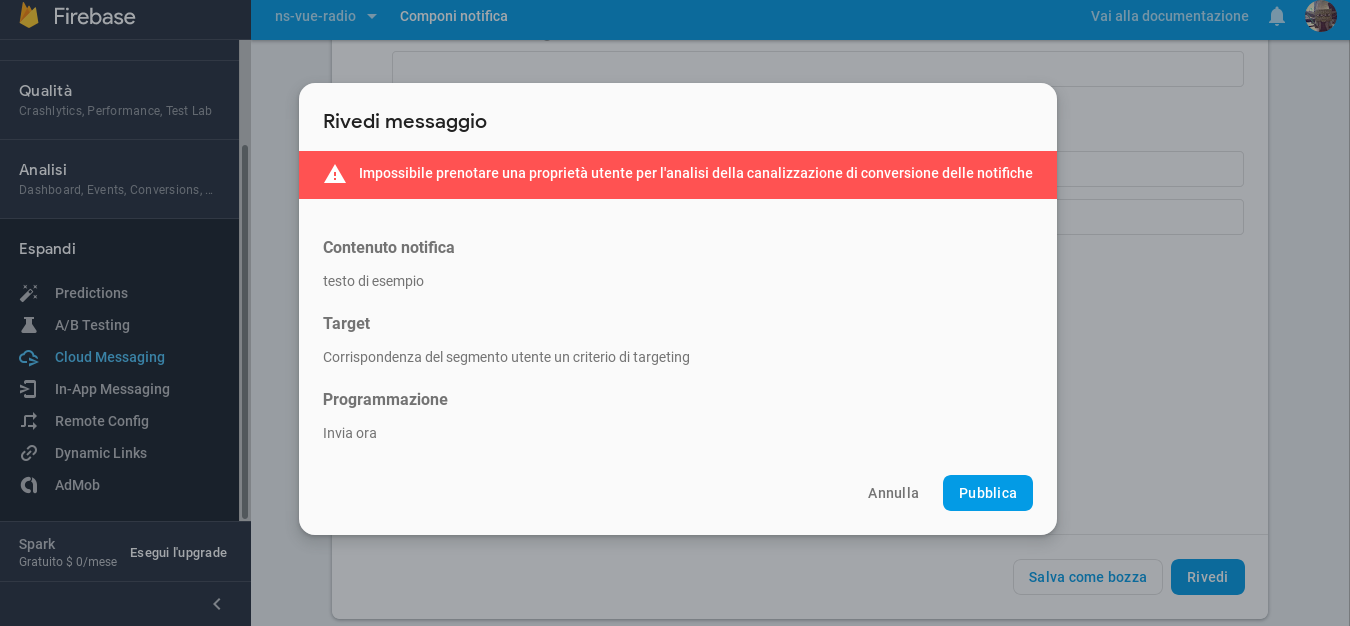 Firebase
ns-vue-radio
Componi notifica
Vai alla documentazione
Qualità
Crashlytics, Performance, Test Lab
Analisi
Dashboard, Events, Conversions, ...
Espandi
Predictions
A/B Testing
Cloud Messaging
In-App Messaging
Remote Config
Dynamic Links
AdMob
Spark
Gratuito $ 0/mese
Esegui l'upgrade
Rivedi messaggio
Impossibile prenotare una proprietà utente per l'analisi della canalizzazione di conversione delle notifiche
Contenuto notifica
testo di esempio
Target
Corrispondenza del segmento utente un criterio di targeting
Programmazione
Invia ora
Annulla
Pubblica
Salva come bozza
Rivedi